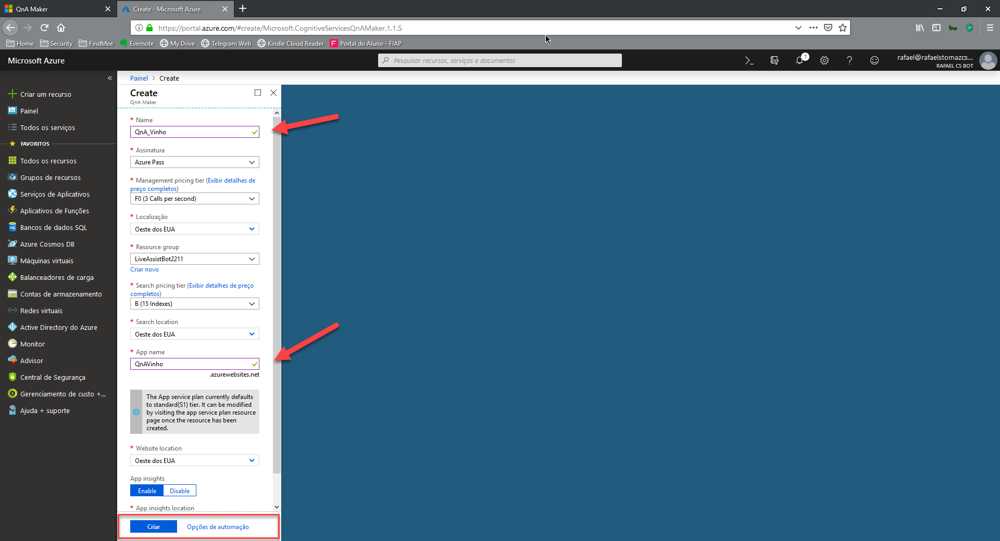 QnA Maker
Create - Microsoft Azure
https://portal.azure.com/#create/Microsoft.CognitiveServicesQnAMaker.1.1.5
bw
Home
Security
FindMee
Evernote
My Drive
Telegram Web
Kindle Cloud Reader
F
Portal do Aluno - FIAP
Microsoft Azure
Pesquisar recursos, serviços e documentos
1
rafael@rafaelstomazcs...
RAFAEL CS BOT
Painel > Create
Criar um recurso
Painel
Todos os serviços
FAVORITOS
Todos os recursos
Grupos de recursos
Serviços de Aplicativos
Aplicativos de Funções
SQL
Bancos de dados SQL
Azure Cosmos DB
Máquinas virtuais
Balanceadores de carga
Contas de armazenamento
Redes virtuais
Active Directory do Azure
Monitor
Advisor
Central de Segurança
Gerenciamento de custo +...
Ajuda + suporte
Create
QnA Maker
* Name
QnA_Vinho
* Assinatura
Azure Pass
* Management pricing tier (Exibir detalhes de
preço completos)
F0 (3 Calls per second)
* Localização
Oeste dos EUA
* Resource group
LiveAssistBot2211
Criar novo
* Search pricing tier (Exibir detalhes de preço
completos)
B (15 Indexes)
* Search location
Oeste dos EUA
* App name
QnAVinho
.azurewebsites.net
The App service plan currently defaults
to standard(S1) tier. It can be modified
by visiting the app service plan resource
page once the resource has been
created.
* Website location
Oeste dos EUA
App insights
Enable
Disable
* App insights location
Criar
Opções de automação